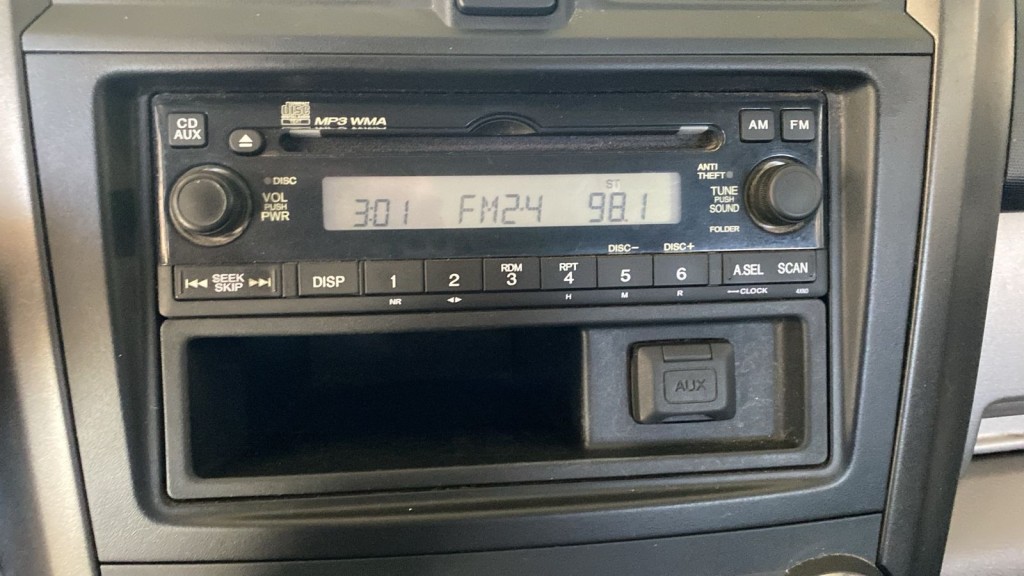 DISC
CD AUX
MP3 WMA
AM FM
DISC
VOL
PUSH
PWR
3:01 FM2-4 ST 98.1
ANTI
THEFT
TUNE
PUSH
SOUND
FOLDER
DISC- DISC+
SEEK
SKIP
DISP
1
2
RDM
3
RPT
4
5
6
A.SEL
SCAN
NR H M R CLOCK
AUX